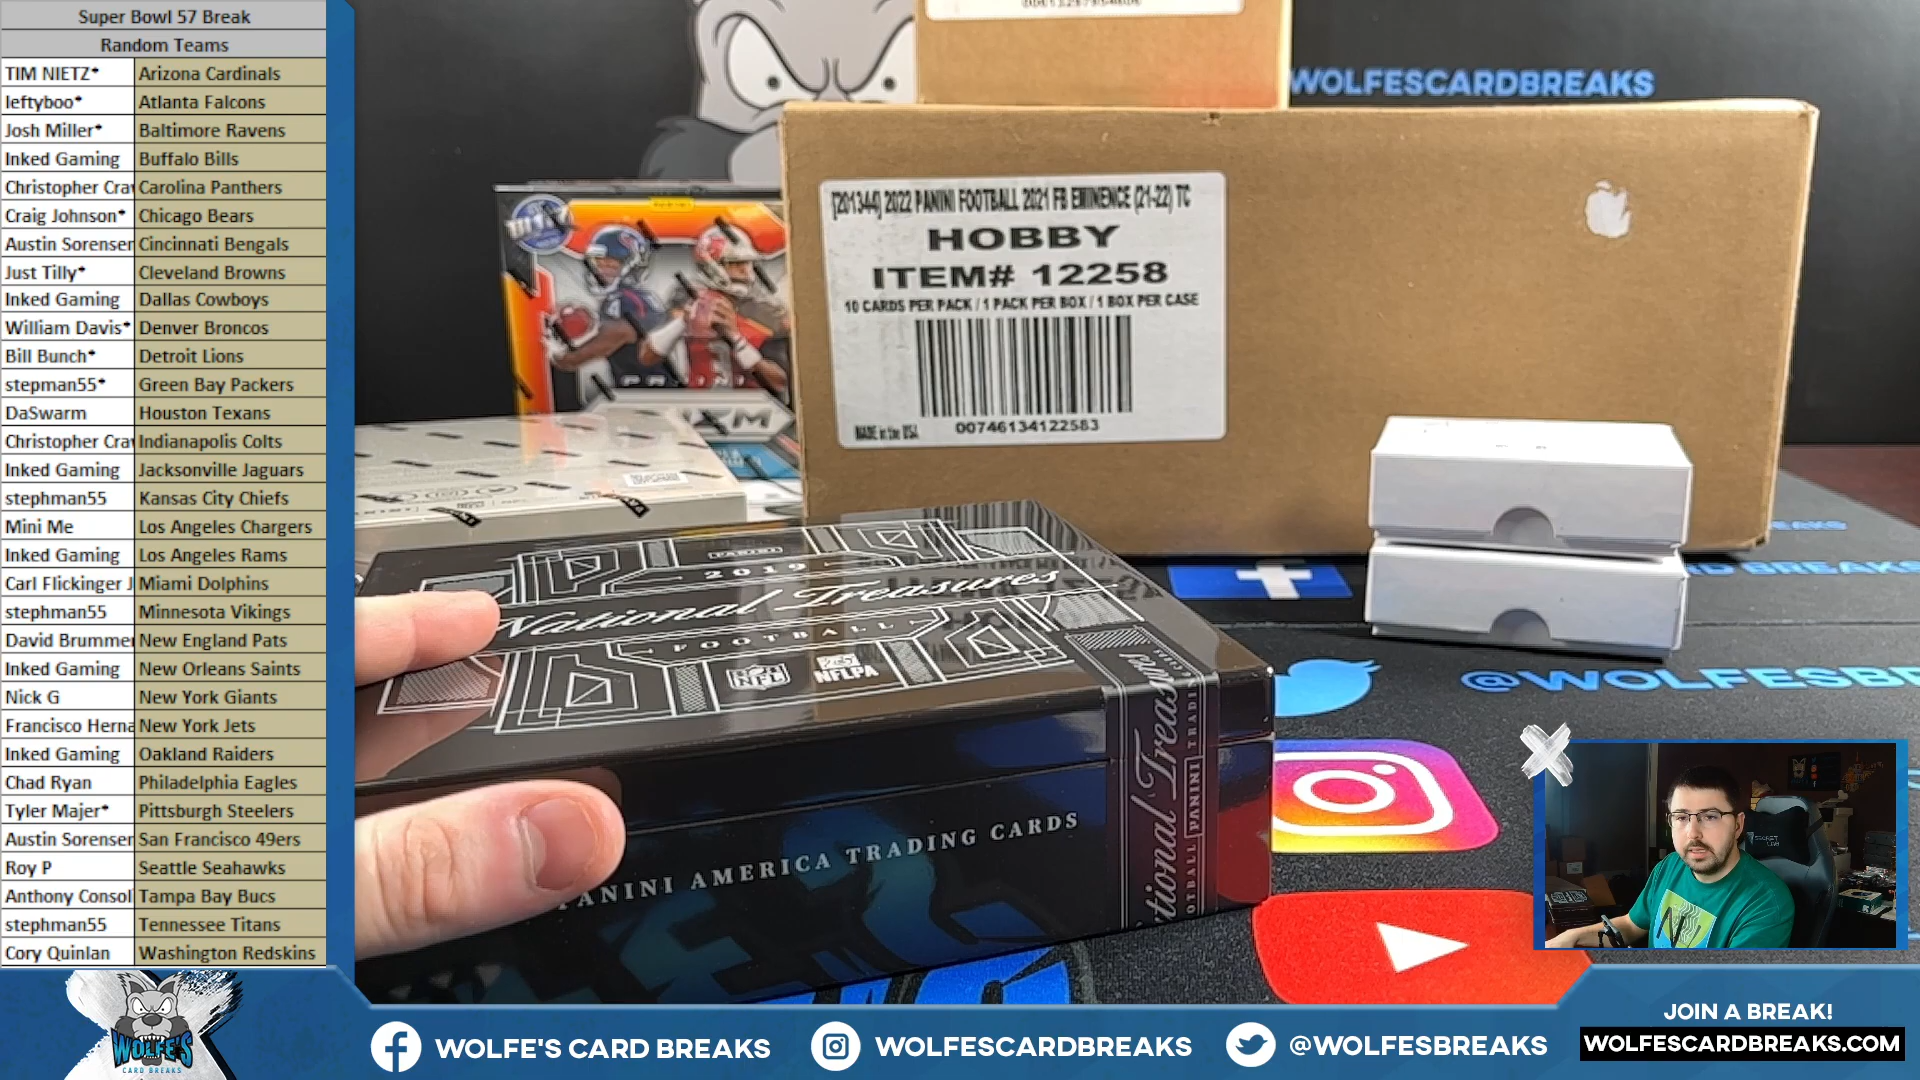 Super Bowl 57 Break
Random Teams
TIM NIETZ* Arizona Cardinals
leftyboo* Atlanta Falcons
Josh Miller* Baltimore Ravens
Inked Gaming Buffalo Bills
Christopher Cra Carolina Panthers
Craig Johnson* Chicago Bears
Austin Sorenser Cincinnati Bengals
Just Tilly* Cleveland Browns
Inked Gaming Dallas Cowboys
William Davis* Denver Broncos
Bill Bunch* Detroit Lions
stepman55* Green Bay Packers
DaSwarm Houston Texans
Christopher Cra Indianapolis Colts
Inked Gaming Jacksonville Jaguars
stephman55 Kansas City Chiefs
Mini Me Los Angeles Chargers
Inked Gaming Los Angeles Rams
Carl Flickinger J Miami Dolphins
stephman55 Minnesota Vikings
David Brummer New England Pats
Inked Gaming New Orleans Saints
Nick G New York Giants
Francisco Herna New York Jets
Inked Gaming Oakland Raiders
Chad Ryan Philadelphia Eagles
Tyler Majer* Pittsburgh Steelers
Austin Sorenser San Francisco 49ers
Roy P Seattle Seahawks
Anthony Consol Tampa Bay Bucs
stephman55 Tennessee Titans
Cory Quinlan Washington Redskins
WOLFESCARDBREAKS
[201344] 2022 PANINI FOOTBALL 2021 FB EMINENCE (21-22) TC
HOBBY
ITEM# 12258
10 CARDS PER PACK / 1 PACK PER BOX / 1 BOX PER CASE
MADE in the USA 00746134122583
PANINI
2019
National Treasures
FOOTBALL
NFL NFLPA
PANINI AMERICA TRADING CARDS
@WOLFESBR
WOLFE'S
CARD BREAKS
WOLFE'S CARD BREAKS
WOLFESCARDBREAKS
@WOLFESBREAKS
JOIN A BREAK!
WOLFESCARDBREAKS.COM